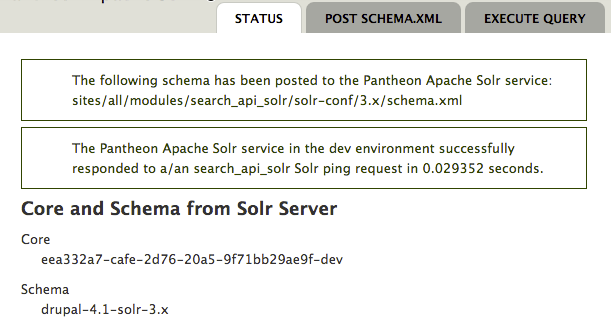 STATUS
POST SCHEMA.XML
EXECUTE QUERY
The following schema has been posted to the Pantheon Apache Solr service:
sites/all/modules/search_api_solr/solr-conf/3.x/schema.xml
The Pantheon Apache Solr service in the dev environment successfully
responded to a/an search_api_solr Solr ping request in 0.029352 seconds.
Core and Schema from Solr Server
Core
eea332a7-cafe-2d76-20a5-9f71bb29ae9f-dev
Schema
drupal-4.1-solr-3.x